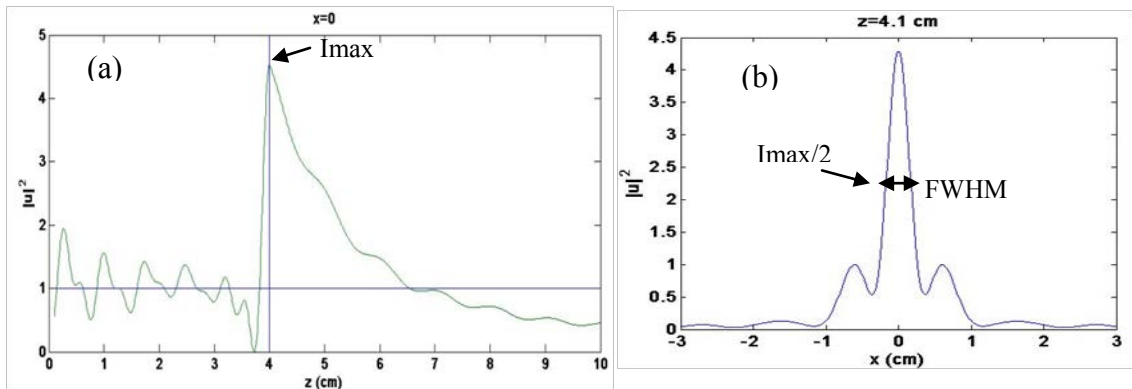 x=0
(a)
Imax
5
4
3
2
1
0
|u|²
0 1 2 3 4 5 6 7 8 9 10
z (cm)
z=4.1 cm
(b)
4.5
4
3.5
3
2.5
2
1.5
1
0.5
0
|u|²
Imax/2
FWHM
-3 -2 -1 0 1 2 3
x (cm)